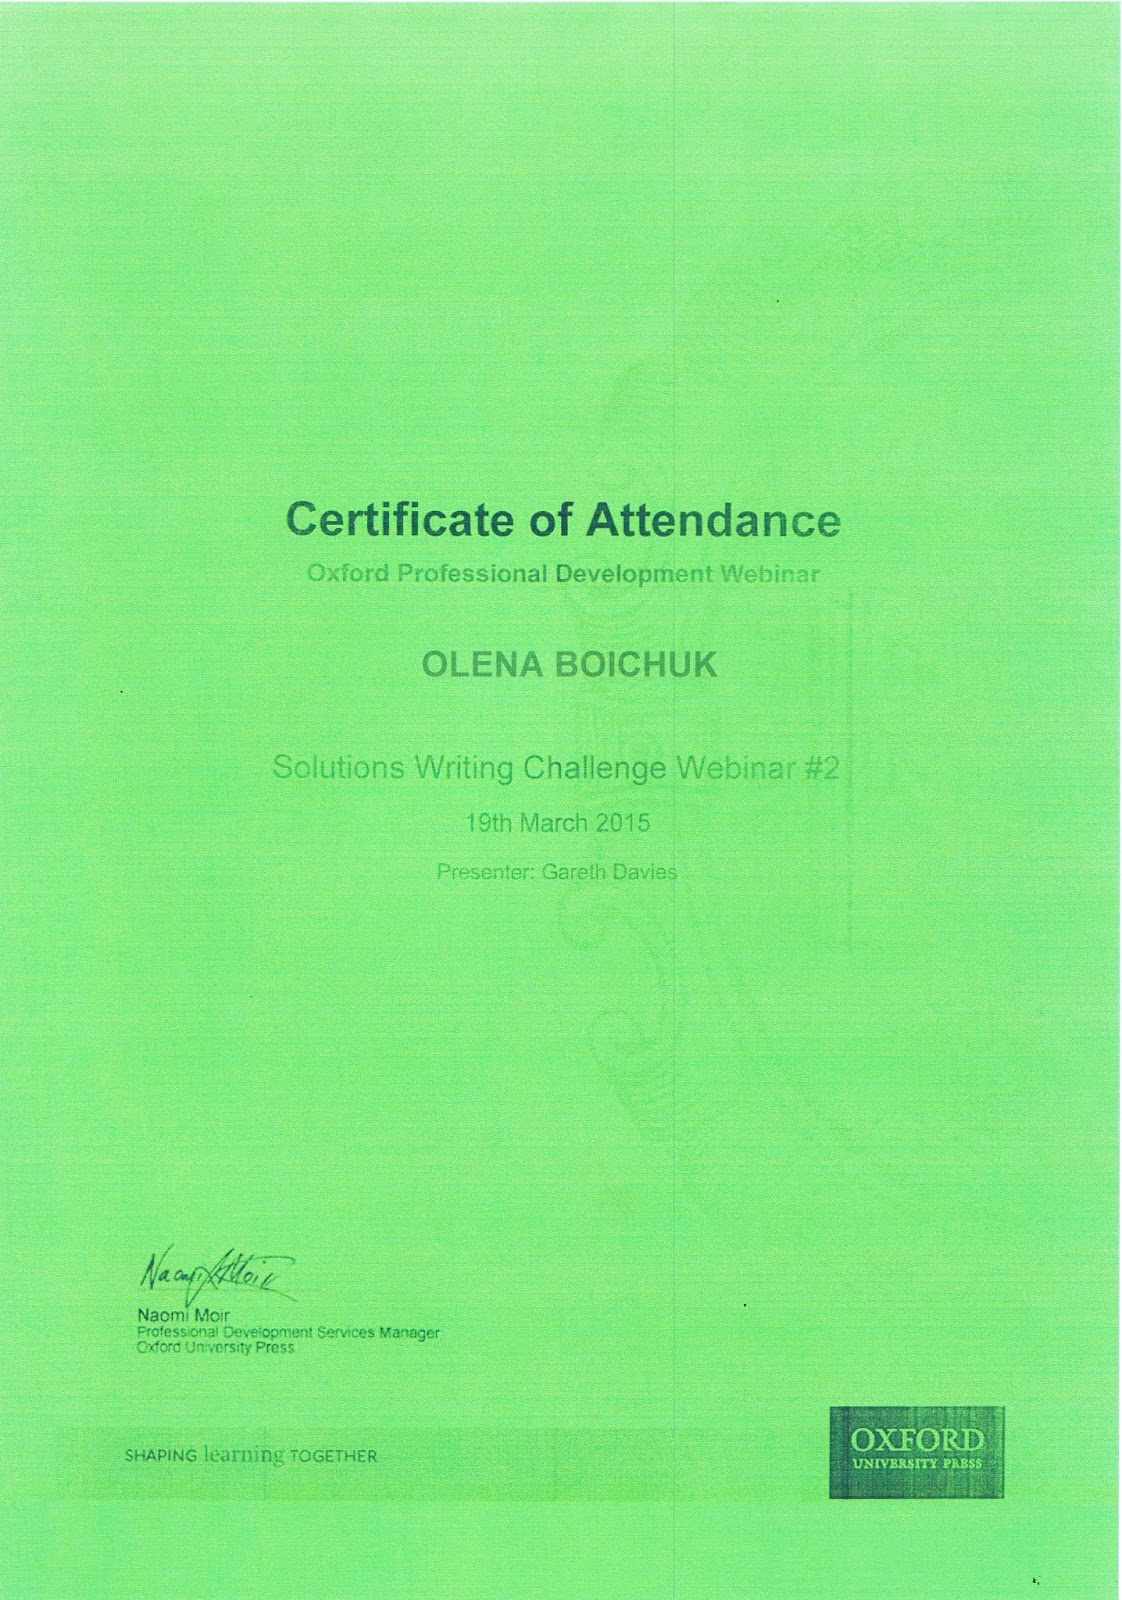 Certificate of Attendance
Oxford Professional Development Webinar
OLENA BOICHUK
Solutions Writing Challenge Webinar #2
19th March 2015
Presenter: Gareth Davies
Naomi Moir
Naomi Moir
Professional Development Services Manager
Oxford University Press
SHAPING learning TOGETHER
OXFORD
UNIVERSITY PRESS